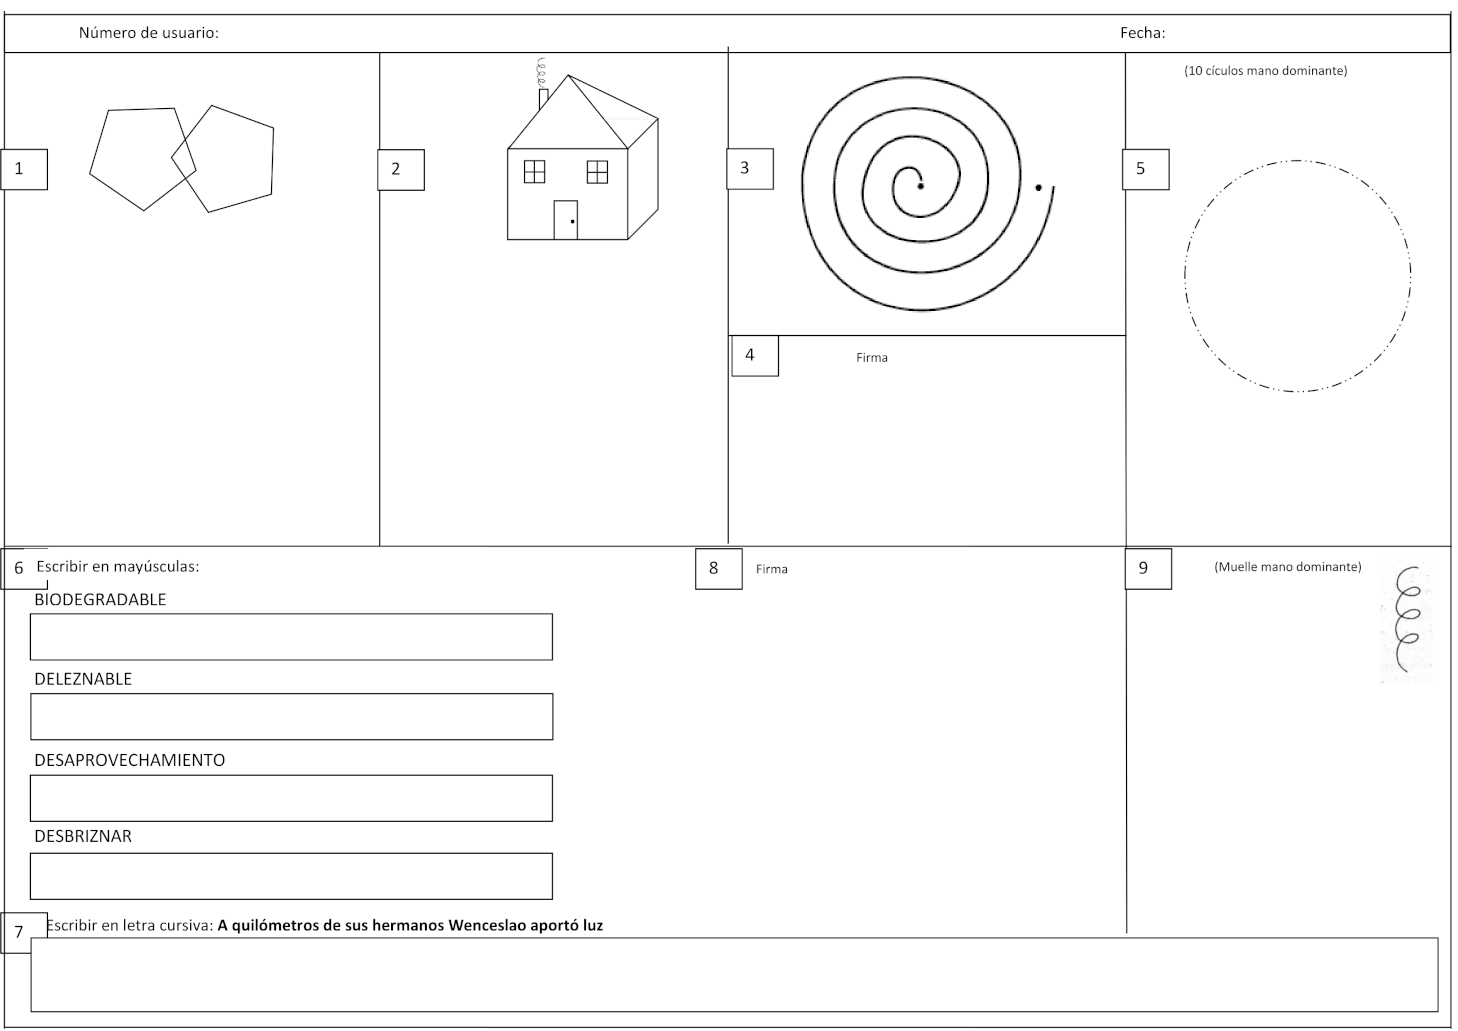 Número de usuario:
Fecha:
1
2
3
(10 cículos mano dominante)
5
4
Firma
6
Escribir en mayúsculas:
BIODEGRADABLE
DELEZNABLE
DESAPROVECHAMIENTO
DESBRIZNAR
8
Firma
9
(Muelle mano dominante)
7
Escribir en letra cursiva: A quilómetros de sus hermanos Wenceslao aportó luz